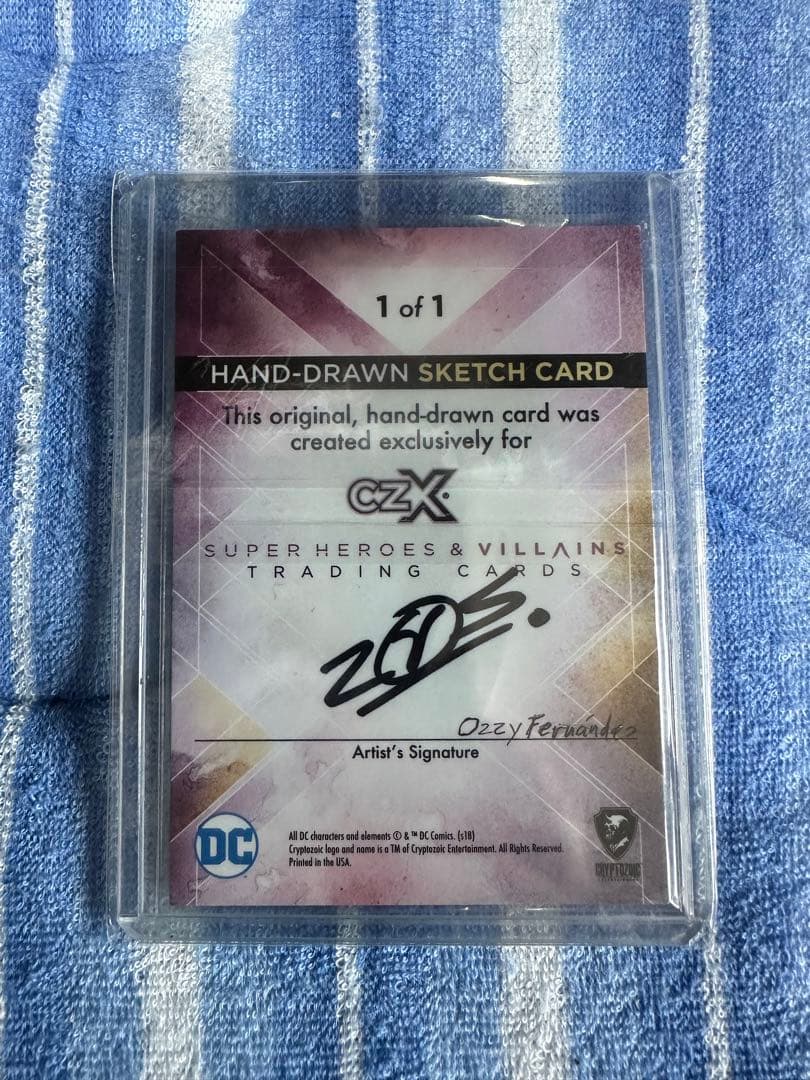 1 of 1
HAND-DRAWN SKETCH CARD
This original, hand-drawn card was
created exclusively for
CZX
SUPER HEROES & VILLAINS
TRADING CARDS
Ozzy Fernández
Artist's Signature
DC
All DC characters and elements © & ™ DC Comics. (s18)
Cryptozoic logo and name is a TM of Cryptozoic Entertainment. All Rights Reserved.
Printed in the USA.
CRYPTOZOIC
ENTERTAINMENT